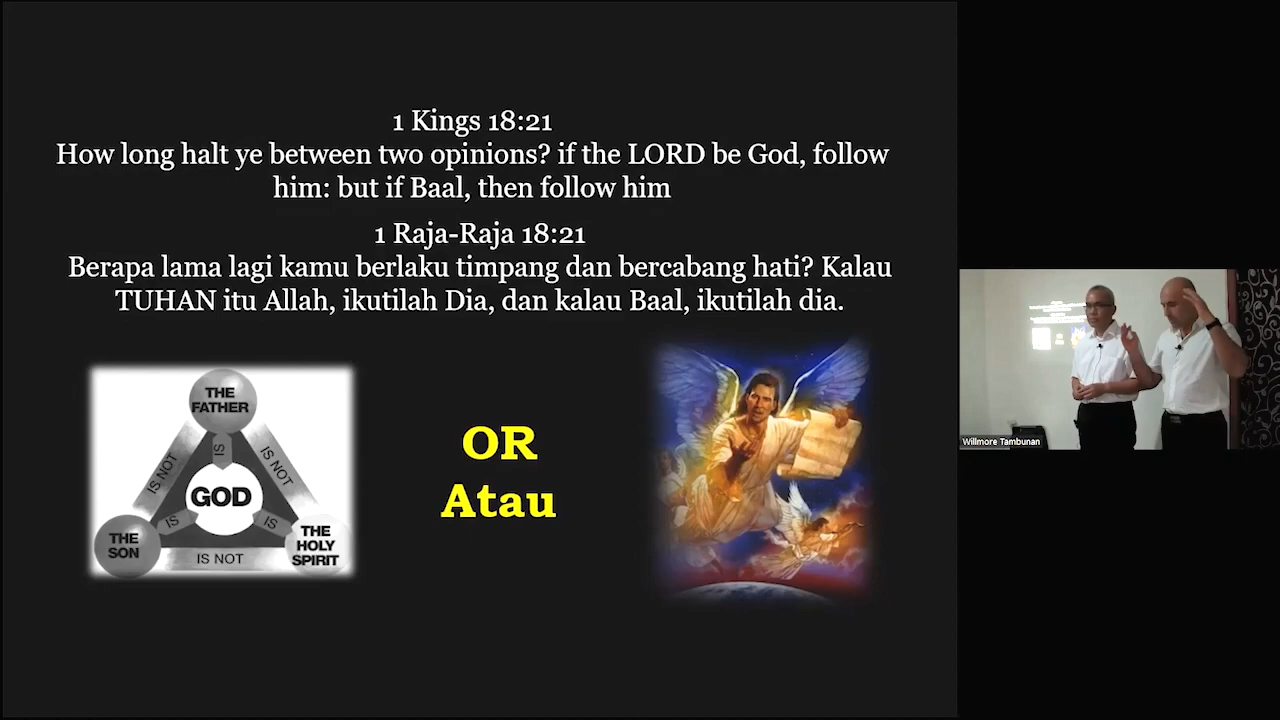 1 Kings 18:21
How long halt ye between two opinions? if the LORD be God, follow
him: but if Baal, then follow him
1 Raja-Raja 18:21
Berapa lama lagi kamu berlaku timpang dan bercabang hati? Kalau
TUHAN itu Allah, ikutilah Dia, dan kalau Baal, ikutilah dia.
THE
FATHER
IS NOT
IS
IS NOT
GOD
IS
IS
THE
SON
IS NOT
THE
HOLY
SPIRIT
OR
Atau
Willmore Tambunan